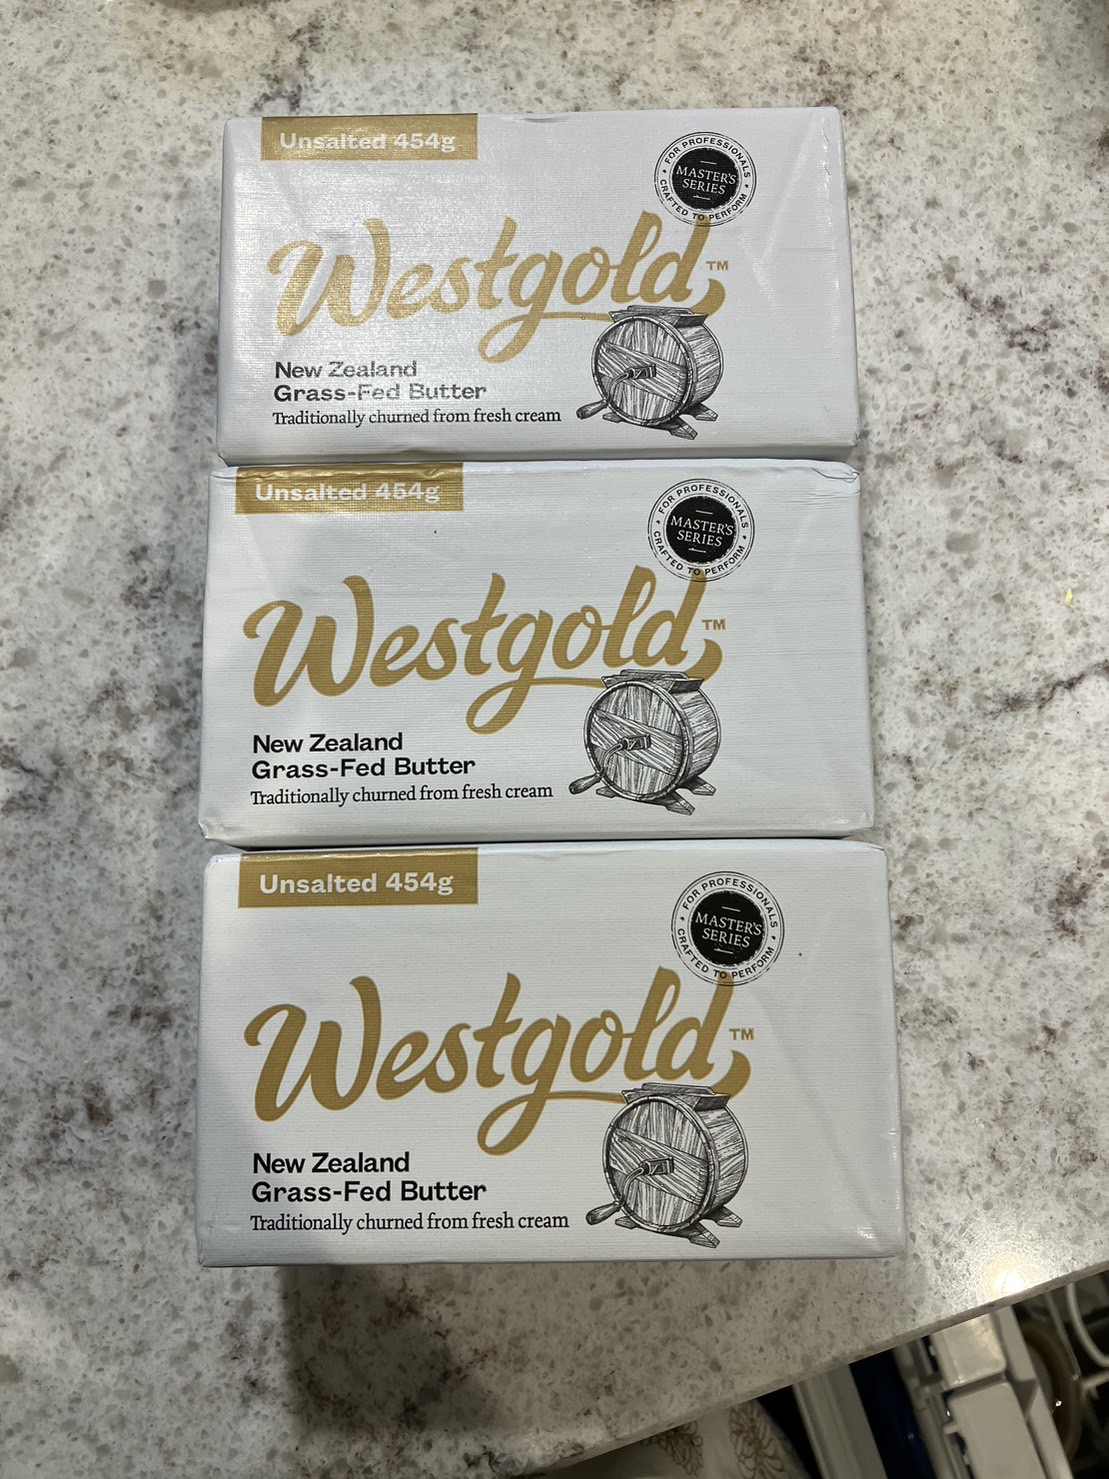 Unsalted 454g
FOR PROFESSIONALS
MASTER'S
SERIES
CRAFTED TO PERFORM
Westgold™
New Zealand
Grass-Fed Butter
Traditionally churned from fresh cream
Unsalted 454g
FOR PROFESSIONALS
MASTER'S
SERIES
CRAFTED TO PERFORM
Westgold™
New Zealand
Grass-Fed Butter
Traditionally churned from fresh cream
Unsalted 454g
FOR PROFESSIONALS
MASTER'S
SERIES
CRAFTED TO PERFORM
Westgold™
New Zealand
Grass-Fed Butter
Traditionally churned from fresh cream